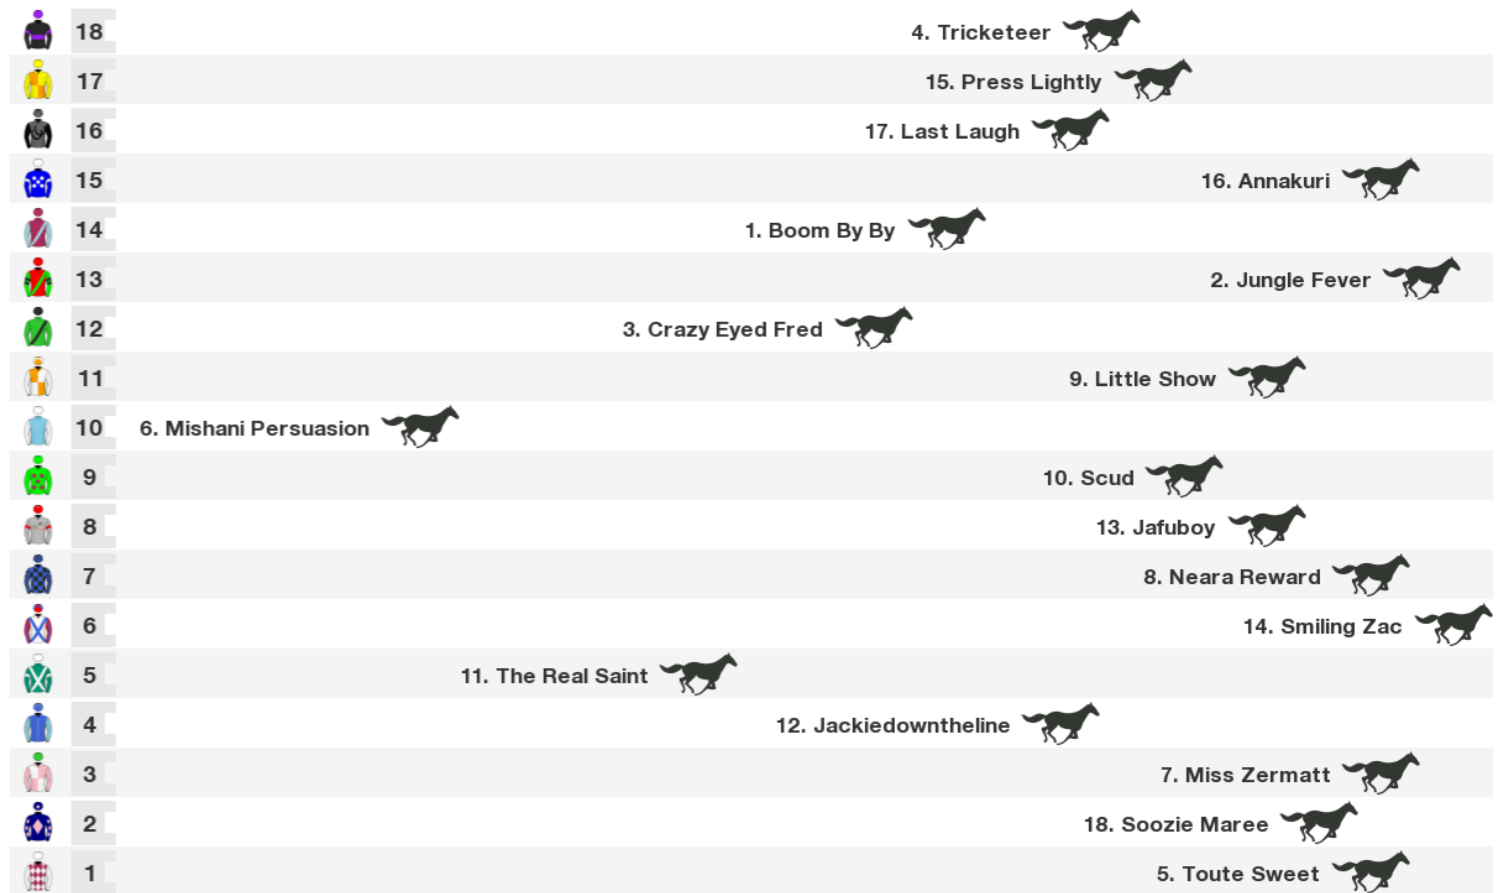 18 4. Tricketeer
17 15. Press Lightly
16 17. Last Laugh
15 16. Annakuri
14 1. Boom By By
13 2. Jungle Fever
12 3. Crazy Eyed Fred
11 9. Little Show
10 6. Mishani Persuasion
9 10. Scud
8 13. Jafuboy
7 8. Neara Reward
6 14. Smiling Zac
5 11. The Real Saint
4 12. Jackiedowntheline
3 7. Miss Zermatt
2 18. Soozie Maree
1 5. Toute Sweet